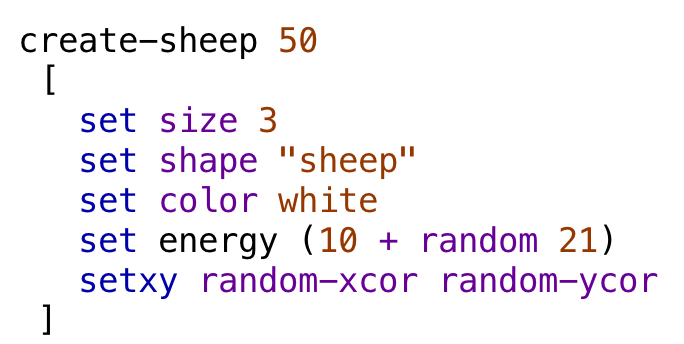 create-sheep 50
[
set size 3
set shape "sheep"
set color white
set energy (10 + random 21)
setxy random-xcor random-ycor
]